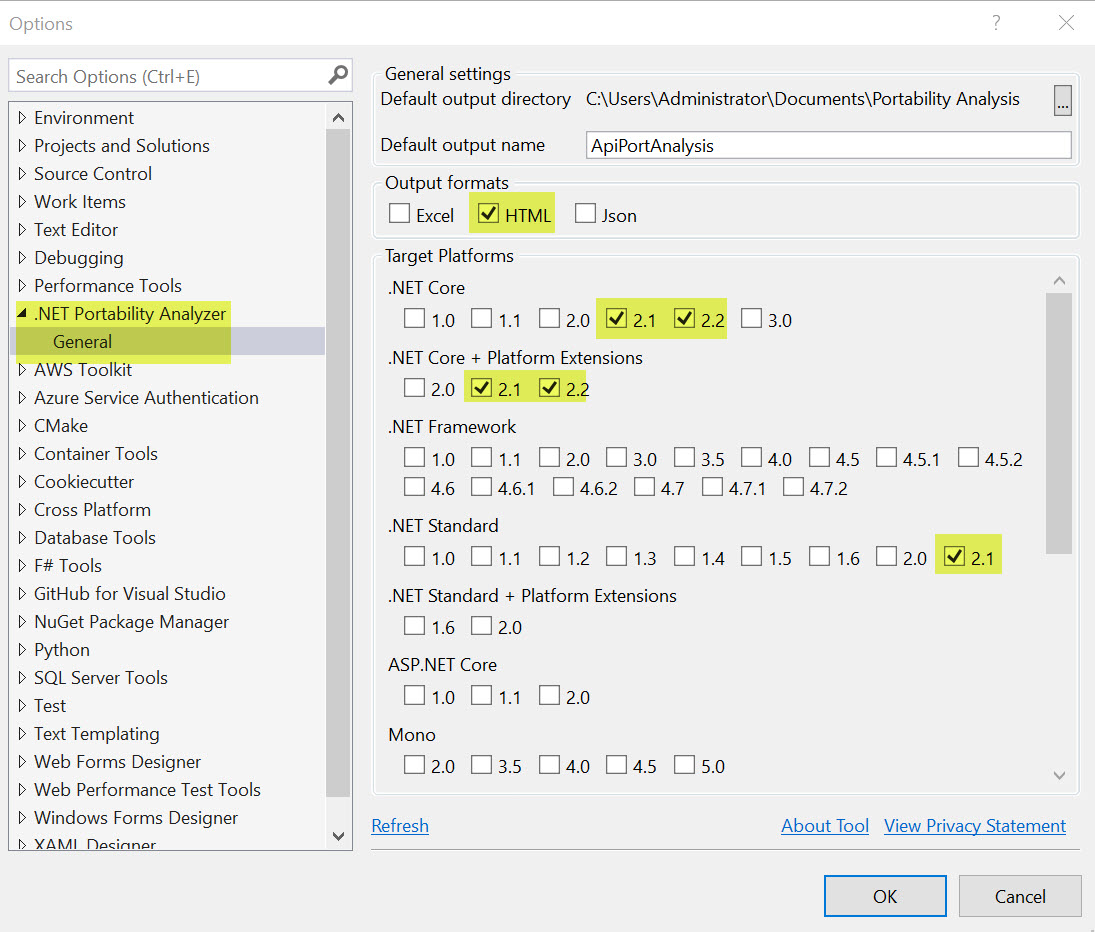 Options
?
Search Options (Ctrl+E)
Environment
Projects and Solutions
Source Control
Work Items
Text Editor
Debugging
Performance Tools
.NET Portability Analyzer
General
AWS Toolkit
Azure Service Authentication
CMake
Container Tools
Cookiecutter
Cross Platform
Database Tools
F# Tools
GitHub for Visual Studio
NuGet Package Manager
Python
SQL Server Tools
Test
Text Templating
Web Forms Designer
Web Performance Test Tools
Windows Forms Designer
XAML Designer
General settings
Default output directory C:\Users\Administrator\Documents\Portability Analysis ...
Default output name ApiPortAnalysis
Output formats
Excel HTML Json
Target Platforms
.NET Core
1.0 1.1 2.0 2.1 2.2 3.0
.NET Core + Platform Extensions
2.0 2.1 2.2
.NET Framework
1.0 1.1 2.0 3.0 3.5 4.0 4.5 4.5.1 4.5.2
4.6 4.6.1 4.6.2 4.7 4.7.1 4.7.2
.NET Standard
1.0 1.1 1.2 1.3 1.4 1.5 1.6 2.0 2.1
.NET Standard + Platform Extensions
1.6 2.0
ASP.NET Core
1.0 1.1 2.0
Mono
2.0 3.5 4.0 4.5 5.0
Refresh About Tool View Privacy Statement
OK Cancel